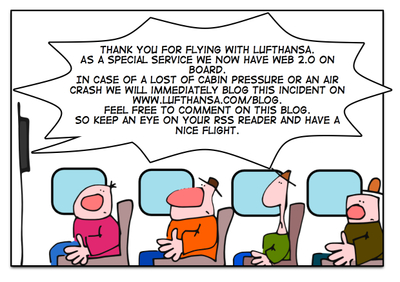 THANK YOU FOR FLYING WITH LUFTHANSA.
AS A SPECIAL SERVICE WE NOW HAVE WEB 2.0 ON
BOARD.
IN CASE OF A LOST OF CABIN PRESSURE OR AN AIR
CRASH WE WILL IMMEDIATELY BLOG THIS INCIDENT ON
WWW.LUFTHANSA.COM/BLOG.
FEEL FREE TO COMMENT ON THIS BLOG.
SO KEEP AN EYE ON YOUR RSS READER AND HAVE A
NICE FLIGHT.